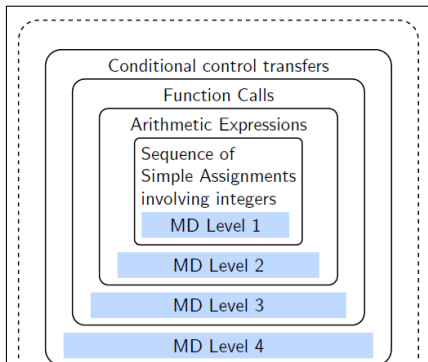 Conditional control transfers
Function Calls
Arithmetic Expressions
Sequence of
Simple Assignments
involving integers
MD Level 1
MD Level 2
MD Level 3
MD Level 4